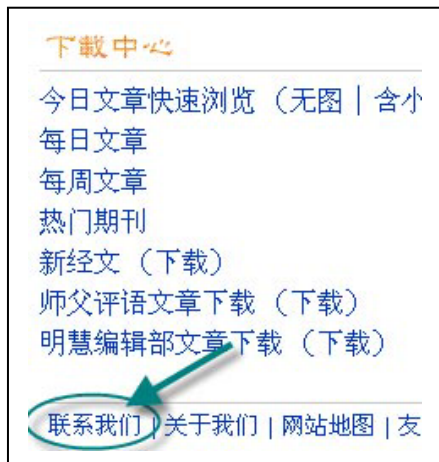 下載中心
今日文章快速浏览 （无图 | 含小
每日文章
每周文章
热门期刊
新经文 （下载）
师父评语文章下载 （下载）
明慧编辑部文章下载 （下载）
联系我们 | 关于我们 | 网站地图 | 友